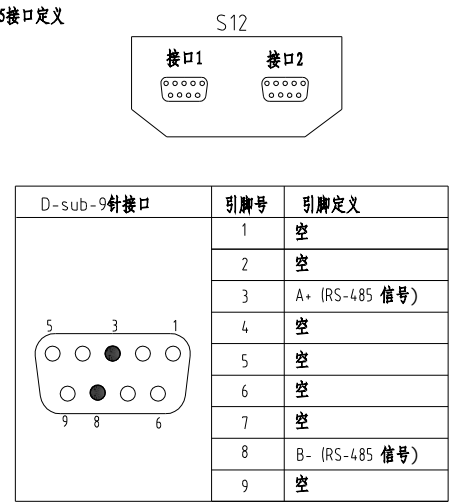 5接口定义
S12
接口1 接口2
D-sub-9针接口 引脚号 引脚定义
1 空
2 空
3 A+ (RS-485 信号)
4 空
5 空
6 空
7 空
8 B- (RS-485 信号)
9 空
5 3 1
9 8 6